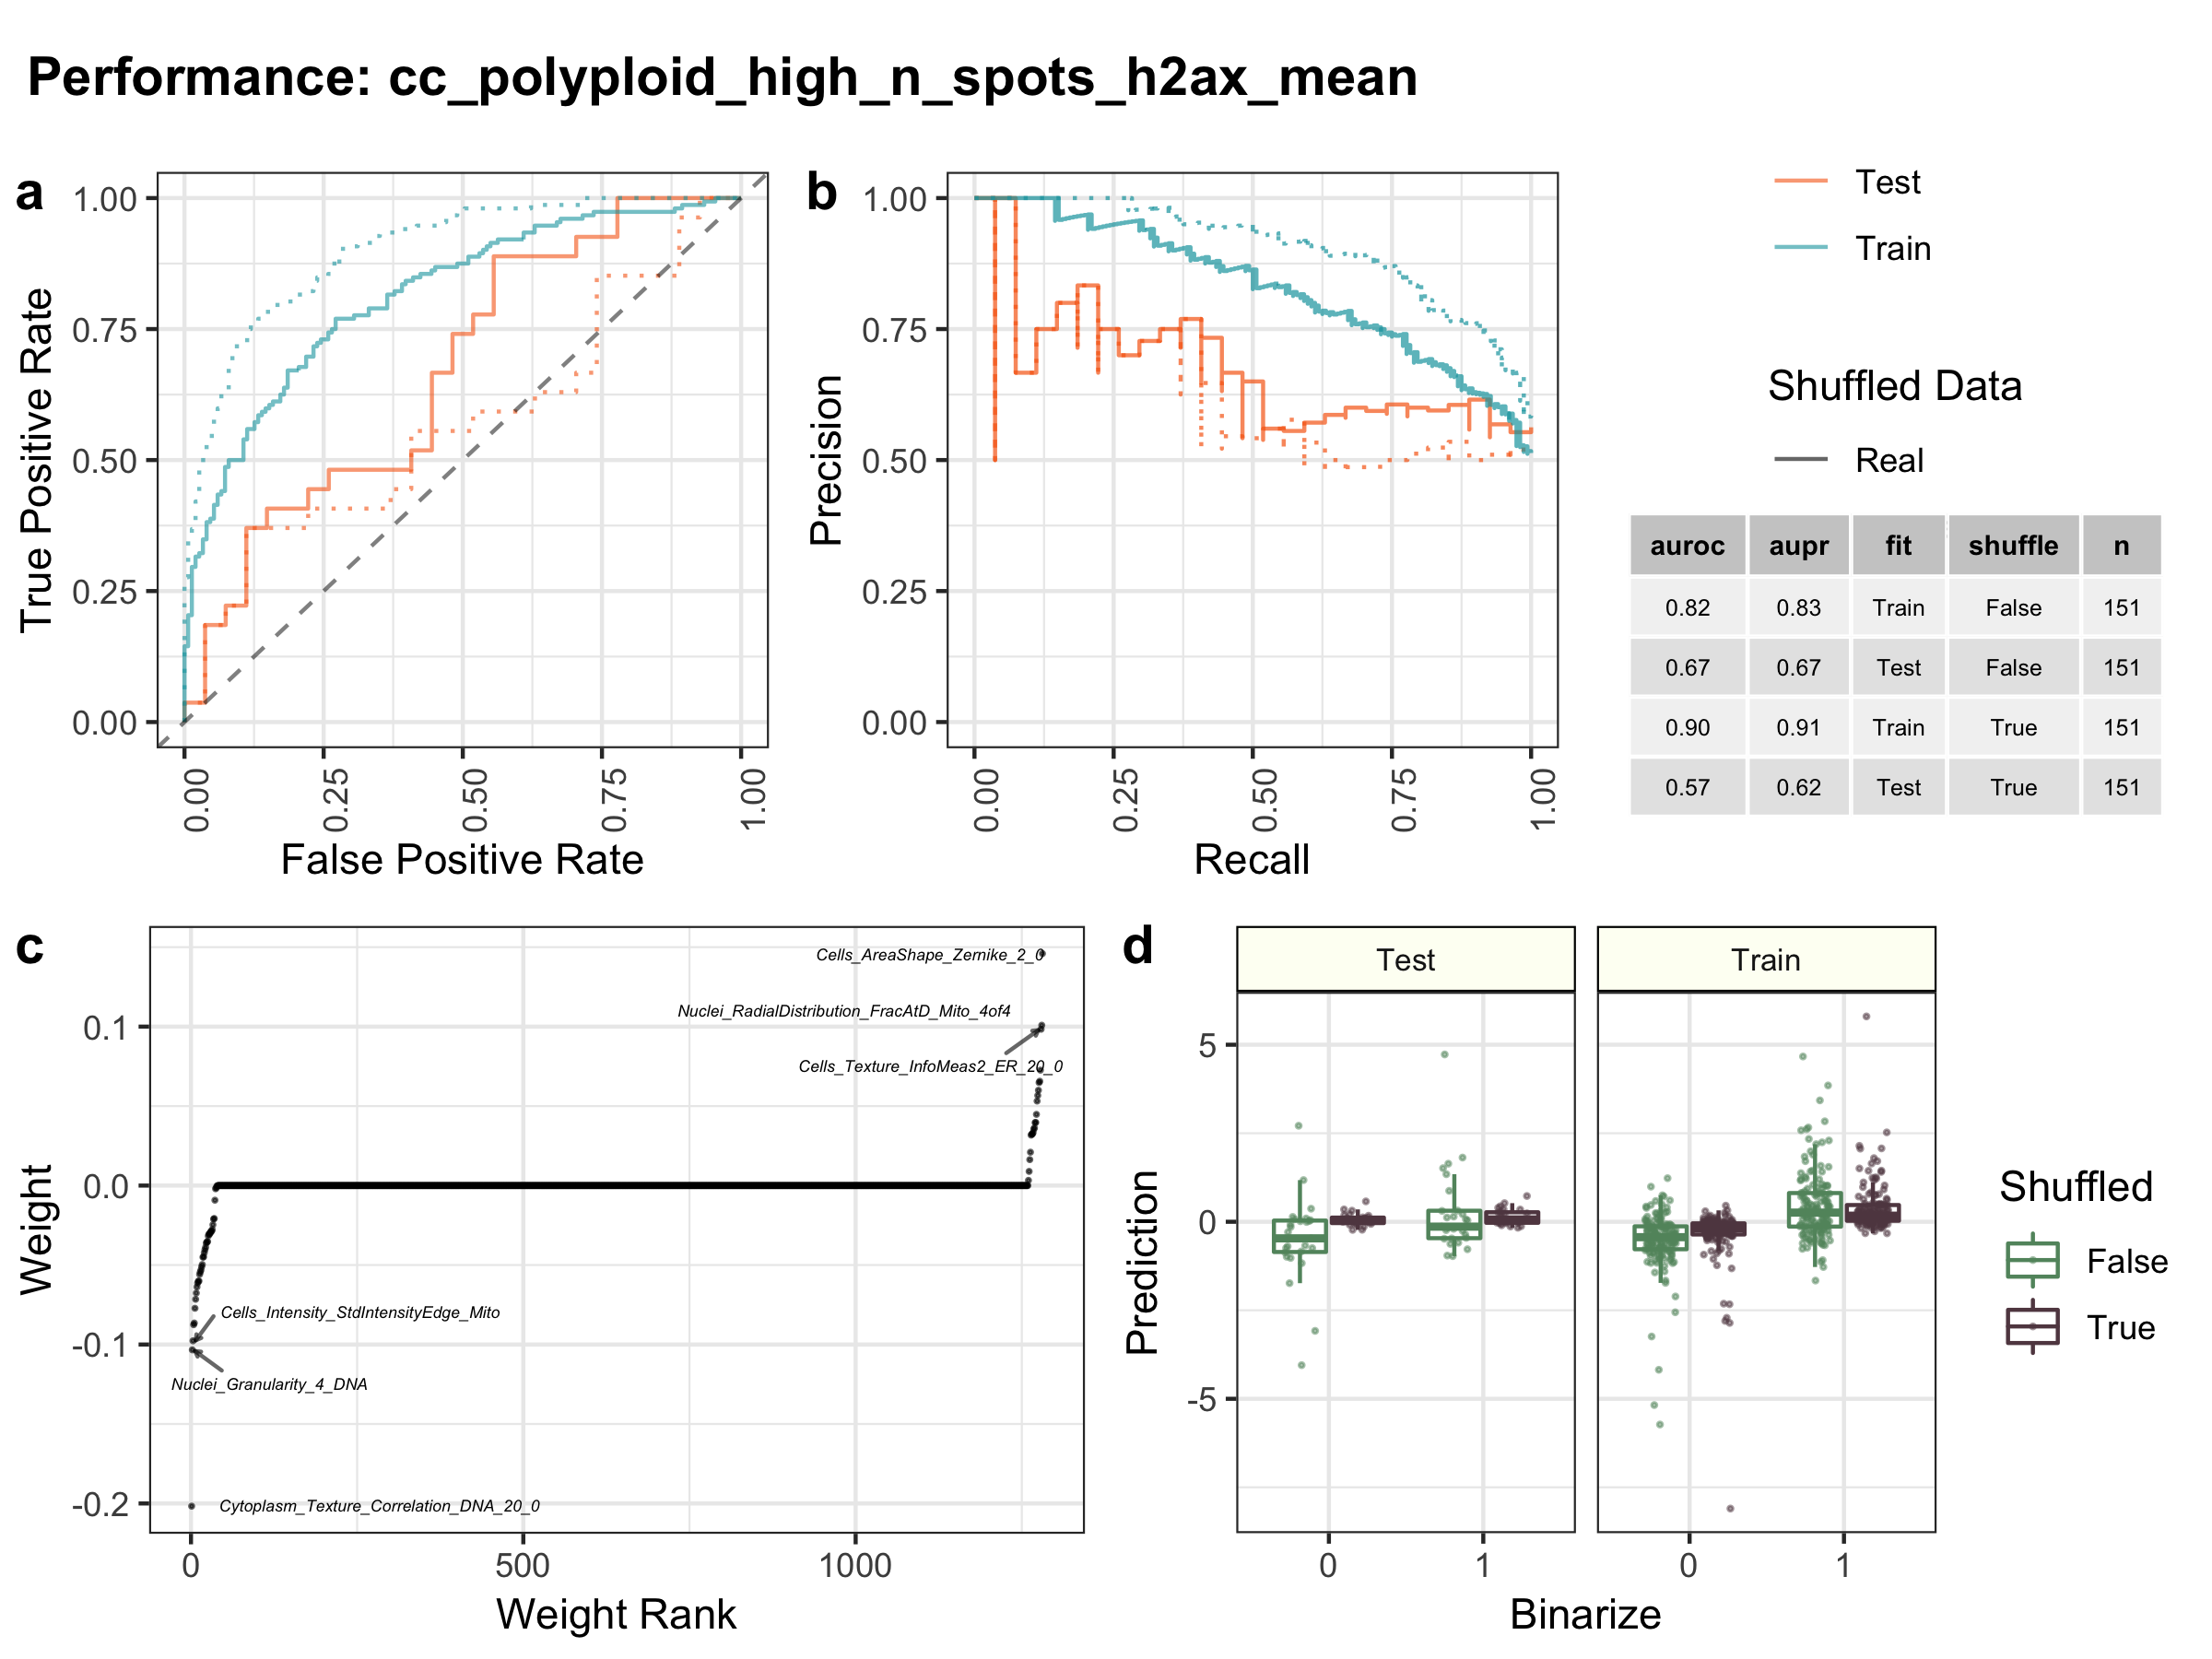 Performance: cc_polyploid_high_n_spots_h2ax_mean
a
True Positive Rate
1.00
0.75
0.50
0.25
0.00
0.00
0.25
0.50
0.75
1.00
False Positive Rate
b
Precision
1.00
0.75
0.50
0.25
0.00
0.00
0.25
0.50
0.75
1.00
Recall
Test
Train
Shuffled Data
Real
auroc aupr fit shuffle n
0.82 0.83 Train False 151
0.67 0.67 Test False 151
0.90 0.91 Train True 151
0.57 0.62 Test True 151
c
Weight
0.1
0.0
-0.1
-0.2
Cells_AreaShape_Zernike_2_0
Nuclei_RadialDistribution_FracAtD_Mito_4of4
Cells_Texture_InfoMeas2_ER_20_0
Cells_Intensity_StdIntensityEdge_Mito
Nuclei_Granularity_4_DNA
Cytoplasm_Texture_Correlation_DNA_20_0
0
500
1000
Weight Rank
d
Test
Train
Prediction
5
0
-5
0
1
0
1
Binarize
Shuffled
False
True